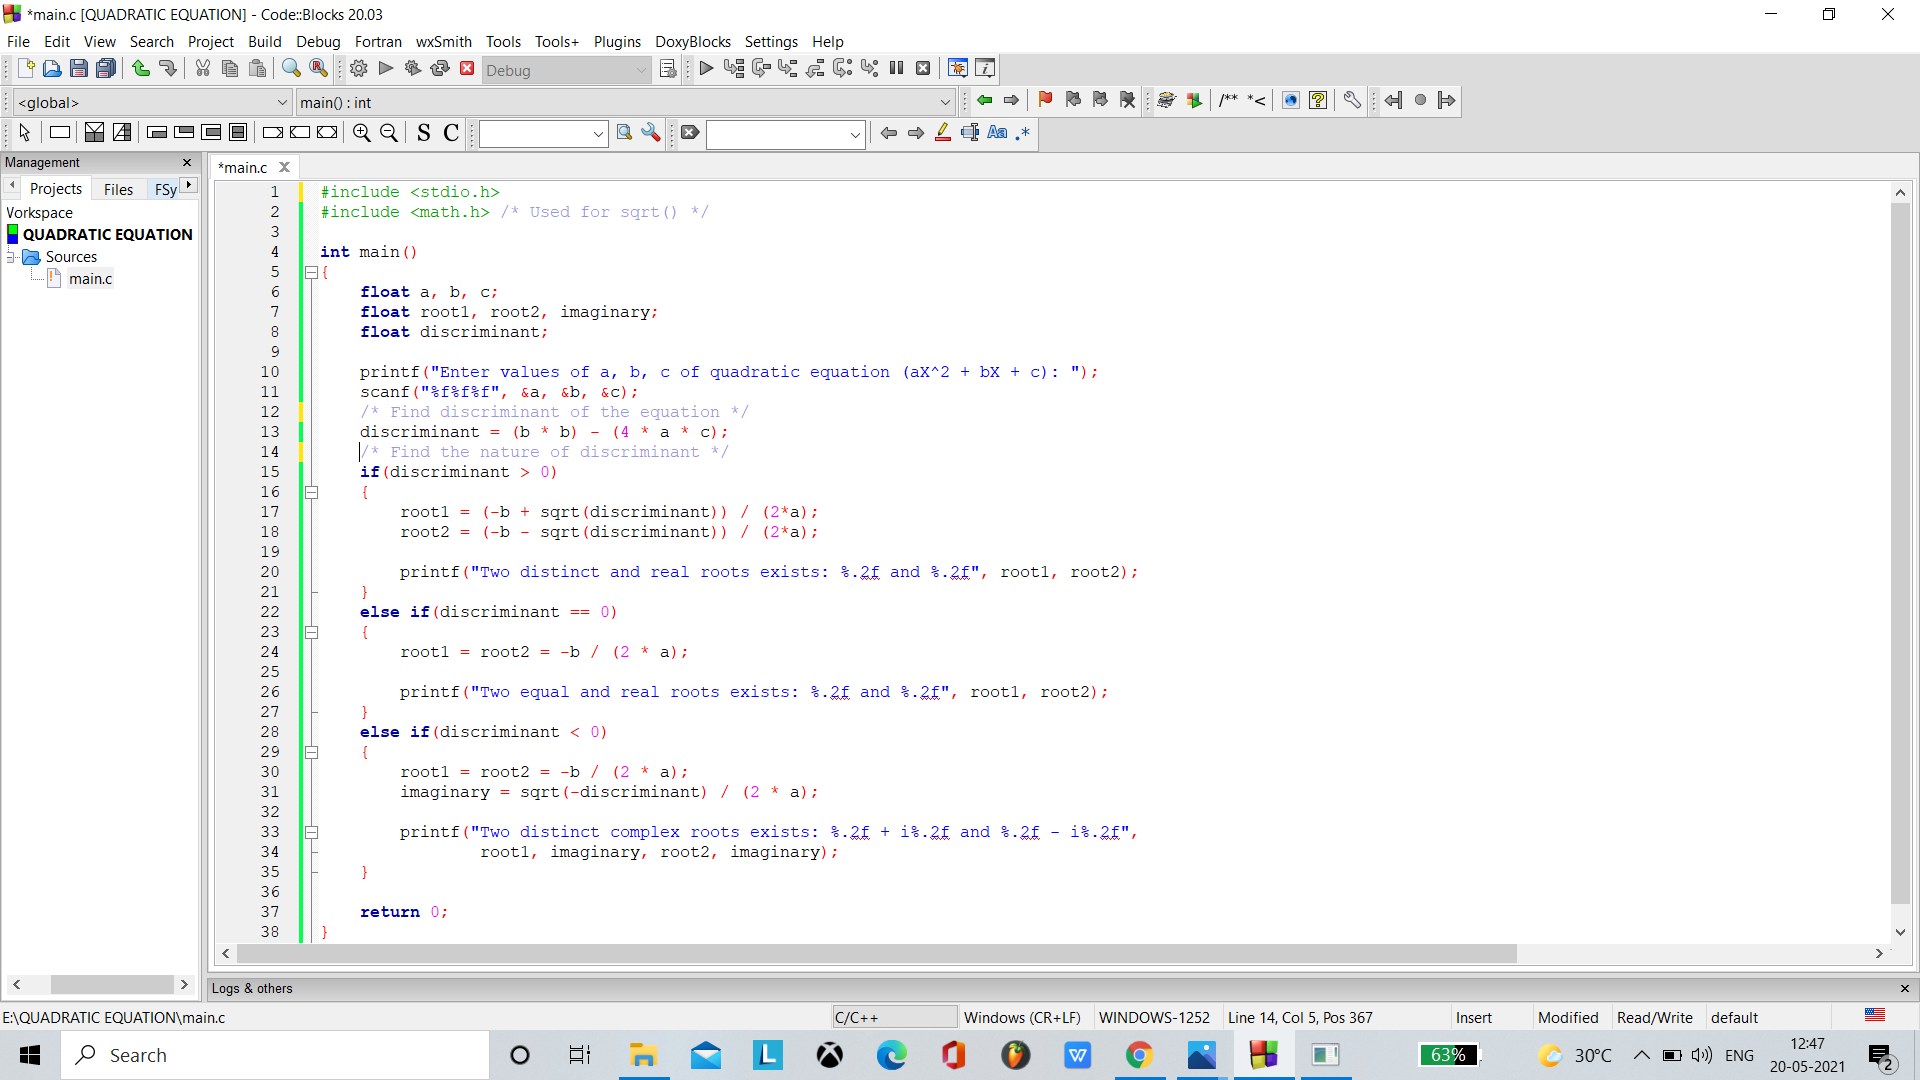 *main.c [QUADRATIC EQUATION] - Code::Blocks 20.03
File Edit View Search Project Build Debug Fortran wxSmith Tools Tools+ Plugins DoxyBlocks Settings Help
Debug
<global> main() : int
/** *<
S C Aa .*
Management
*main.c
Projects Files FSy
Workspace
QUADRATIC EQUATION
Sources
main.c
1 #include <stdio.h>
2 #include <math.h> /* Used for sqrt() */
3
4 int main()
5 {
6     float a, b, c;
7     float root1, root2, imaginary;
8     float discriminant;
9
10     printf("Enter values of a, b, c of quadratic equation (aX^2 + bX + c): ");
11     scanf("%f%f%f", &a, &b, &c);
12     /* Find discriminant of the equation */
13     discriminant = (b * b) - (4 * a * c);
14     /* Find the nature of discriminant */
15     if(discriminant > 0)
16     {
17         root1 = (-b + sqrt(discriminant)) / (2*a);
18         root2 = (-b - sqrt(discriminant)) / (2*a);
19
20         printf("Two distinct and real roots exists: %.2f and %.2f", root1, root2);
21     }
22     else if(discriminant == 0)
23     {
24         root1 = root2 = -b / (2 * a);
25
26         printf("Two equal and real roots exists: %.2f and %.2f", root1, root2);
27     }
28     else if(discriminant < 0)
29     {
30         root1 = root2 = -b / (2 * a);
31         imaginary = sqrt(-discriminant) / (2 * a);
32
33         printf("Two distinct complex roots exists: %.2f + i%.2f and %.2f - i%.2f",
34                 root1, imaginary, root2, imaginary);
35     }
36
37     return 0;
38 }
Logs & others
E:\QUADRATIC EQUATION\main.c C/C++ Windows (CR+LF) WINDOWS-1252 Line 14, Col 5, Pos 367 Insert Modified Read/Write default
Search 63% 30°C ENG 12:47
20-05-2021 2